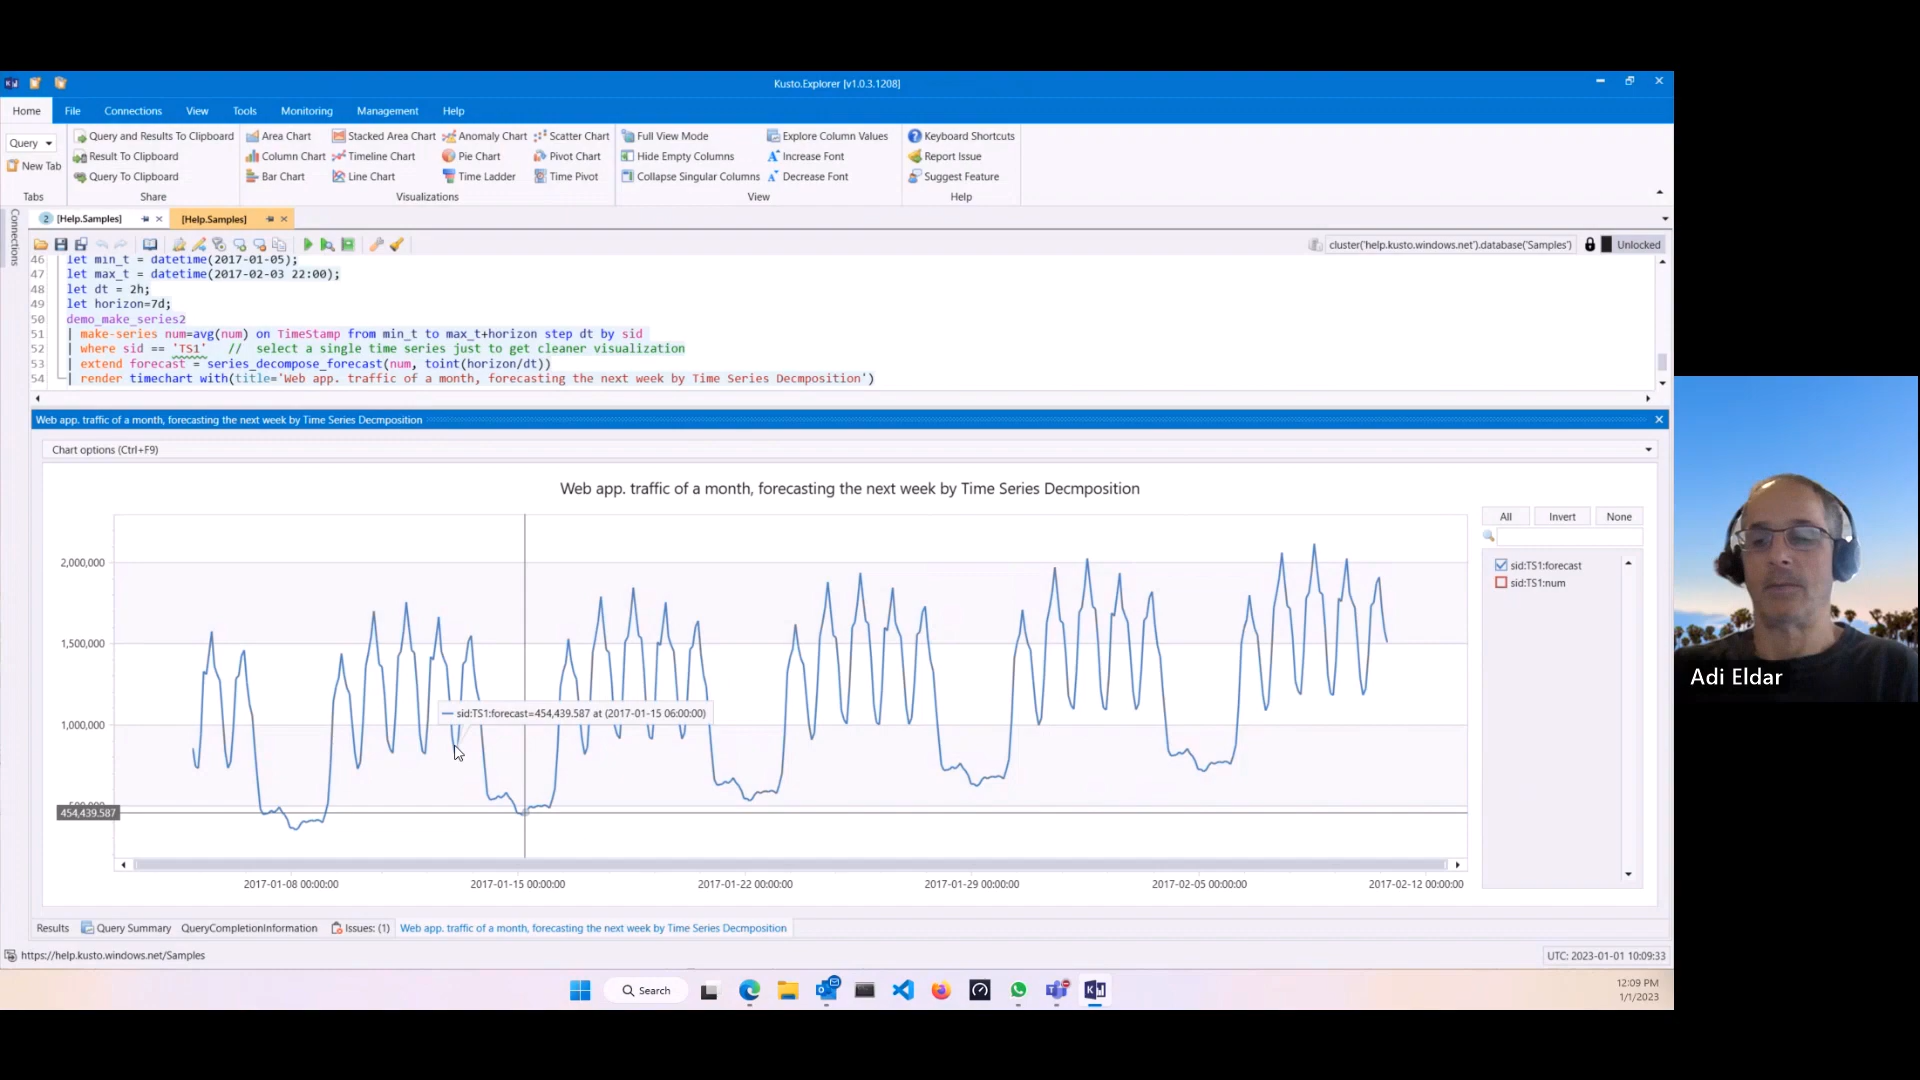 Kusto.Explorer [v1.0.3.1208]
Home File Connections View Tools Monitoring Management Help
Query Query and Results To Clipboard Area Chart Stacked Area Chart Anomaly Chart Scatter Chart Full View Mode Explore Column Values Keyboard Shortcuts
New Tab Result To Clipboard Column Chart Timeline Chart Pie Chart Pivot Chart Hide Empty Columns Increase Font Report Issue
Query To Clipboard Bar Chart Line Chart Time Ladder Time Pivot Collapse Singular Columns Decrease Font Suggest Feature
Tabs Share Visualizations View Help
Connections
2 [Help.Samples] [Help.Samples]
cluster('help.kusto.windows.net').database('Samples') Unlocked
46 let min_t = datetime(2017-01-05);
47 let max_t = datetime(2017-02-03 22:00);
48 let dt = 2h;
49 let horizon=7d;
50 demo_make_series2
51 | make-series num=avg(num) on TimeStamp from min_t to max_t+horizon step dt by sid
52 | where sid == 'TS1' // select a single time series just to get cleaner visualization
53 | extend forecast = series_decompose_forecast(num, toint(horizon/dt))
54 | render timechart with(title='Web app. traffic of a month, forecasting the next week by Time Series Decmposition')
Web app. traffic of a month, forecasting the next week by Time Series Decmposition
Chart options (Ctrl+F9)
Web app. traffic of a month, forecasting the next week by Time Series Decmposition
All Invert None
sid:TS1:forecast
sid:TS1:num
2,000,000
1,500,000
1,000,000
500,000
454,439.587
sid:TS1:forecast=454,439.587 at (2017-01-15 06:00:00)
2017-01-08 00:00:00 2017-01-15 00:00:00 2017-01-22 00:00:00 2017-01-29 00:00:00 2017-02-05 00:00:00 2017-02-12 00:00:00
Results Query Summary QueryCompletionInformation Issues: (1) Web app. traffic of a month, forecasting the next week by Time Series Decmposition
https://help.kusto.windows.net/Samples UTC: 2023-01-01 10:09:33
Search
12:09 PM
1/1/2023
Adi Eldar